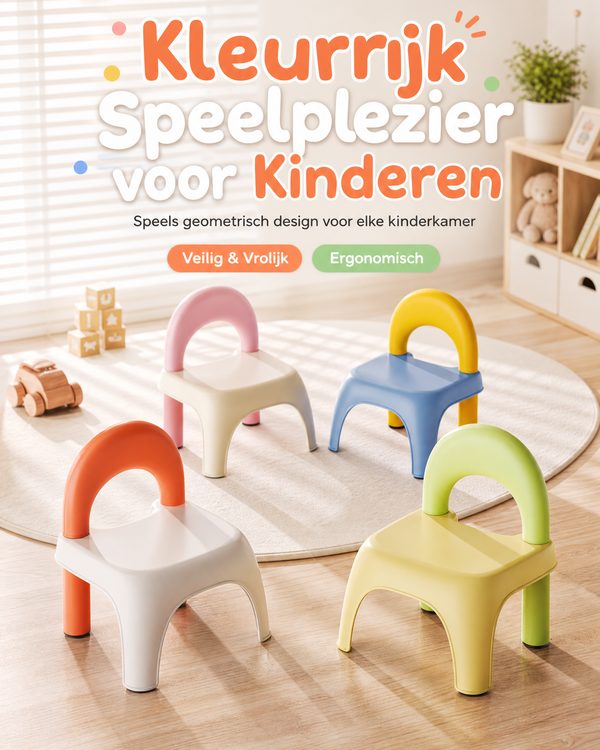 Kleurrijk
Speelplezier
voor Kinderen
Speels geometrisch design voor elke kinderkamer
Veilig & Vrolijk
Ergonomisch